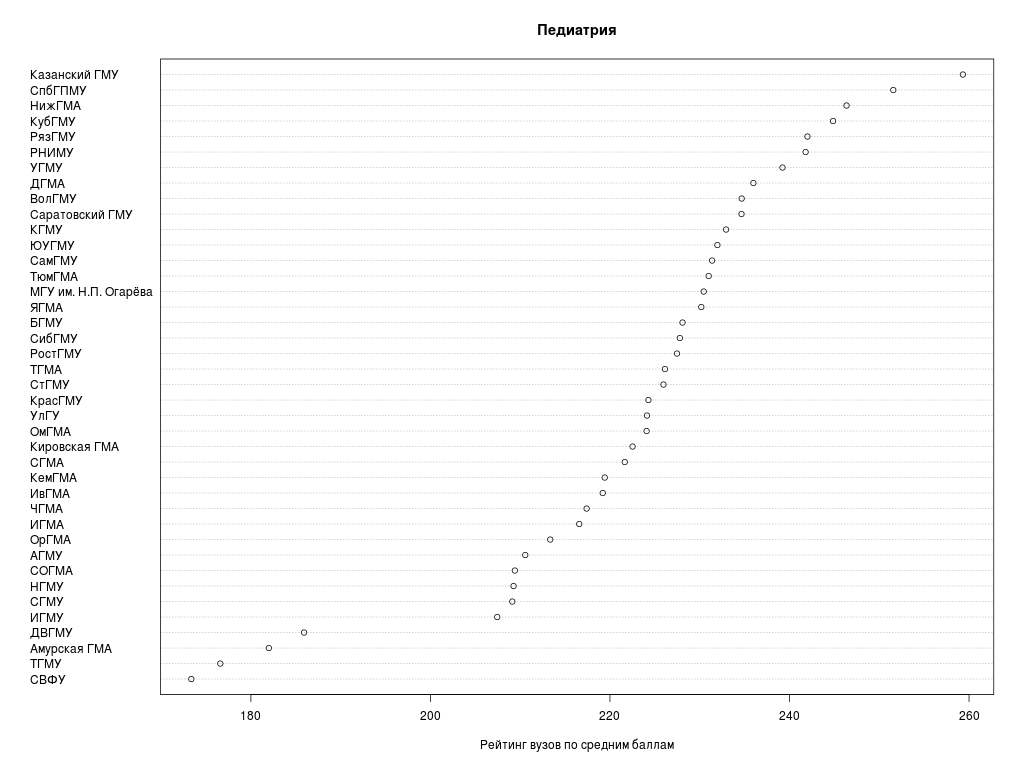 Педиатрия
Казанский ГМУ
СпбГПМУ
НижГМА
КубГМУ
РязГМУ
РНИМУ
УГМУ
ДГМА
ВолГМУ
Саратовский ГМУ
КГМУ
ЮУГМУ
СамГМУ
ТюмГМА
МГУ им. Н.П. Огарёва
ЯГМА
БГМУ
СибГМУ
РостГМУ
ТГМА
СтГМУ
КрасГМУ
УлГУ
ОмГМА
Кировская ГМА
СГМА
КемГМА
ИвГМА
ЧГМА
ИГМА
ОрГМА
АГМУ
СОГМА
НГМУ
СГМУ
ИГМУ
ДВГМУ
Амурская ГМА
ТГМУ
СВФУ
180 200 220 240 260
Рейтинг вузов по средним баллам